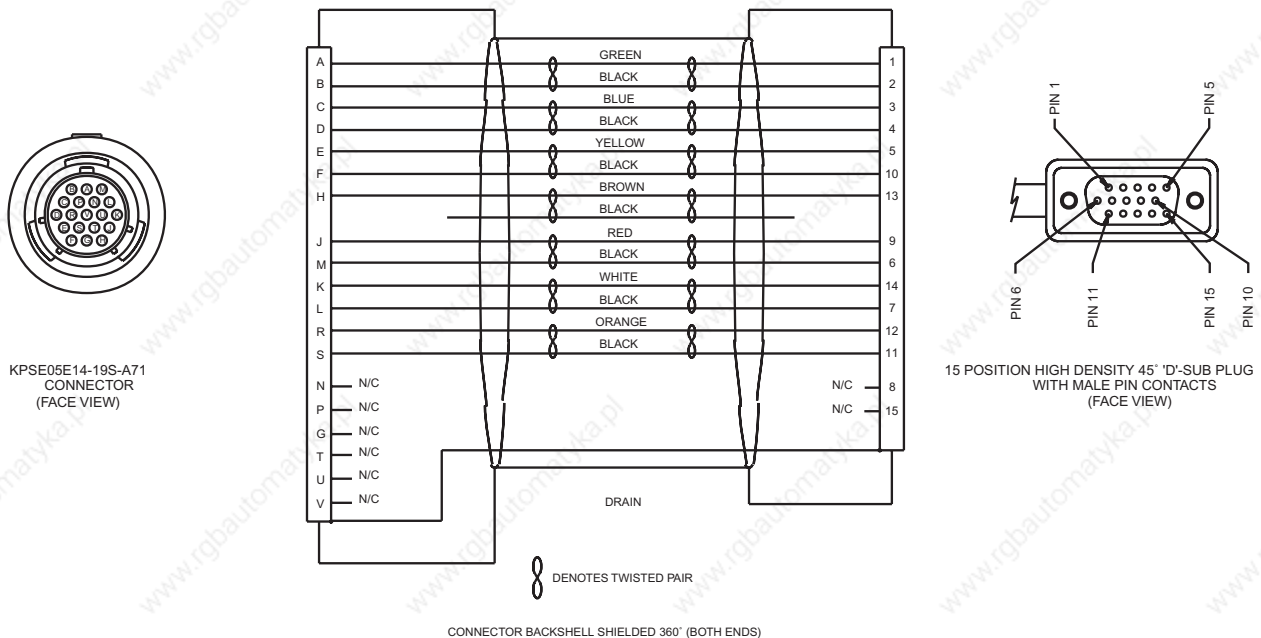 A GREEN 1
B BLACK 2
C BLUE 3
D BLACK 4
E YELLOW 5
F BLACK 10
H BROWN 13
BLACK
J RED 9
M BLACK 6
K WHITE 14
L BLACK 7
R ORANGE 12
S BLACK 11
N N/C
P N/C
G N/C
T N/C
U N/C
V N/C
N/C 8
N/C 15
DRAIN
DENOTES TWISTED PAIR
CONNECTOR BACKSHELL SHIELDED 360° (BOTH ENDS)
B A M
C P N L
D R V U K
E S T J
F G H
KPSE05E14-19S-A71
CONNECTOR
(FACE VIEW)
PIN 1
PIN 5
PIN 6
PIN 11
PIN 15
PIN 10
15 POSITION HIGH DENSITY 45° 'D'-SUB PLUG
WITH MALE PIN CONTACTS
(FACE VIEW)
www.rgbautomatyka.pl